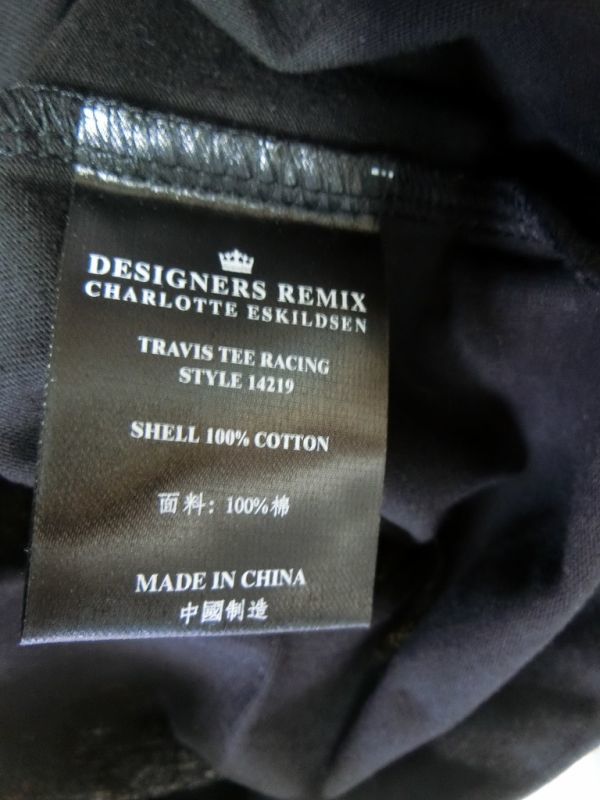 DESIGNERS REMIX
CHARLOTTE ESKILDSEN
TRAVIS TEE RACING
STYLE 14219
SHELL 100% COTTON
面料: 100%棉
MADE IN CHINA
中國制造